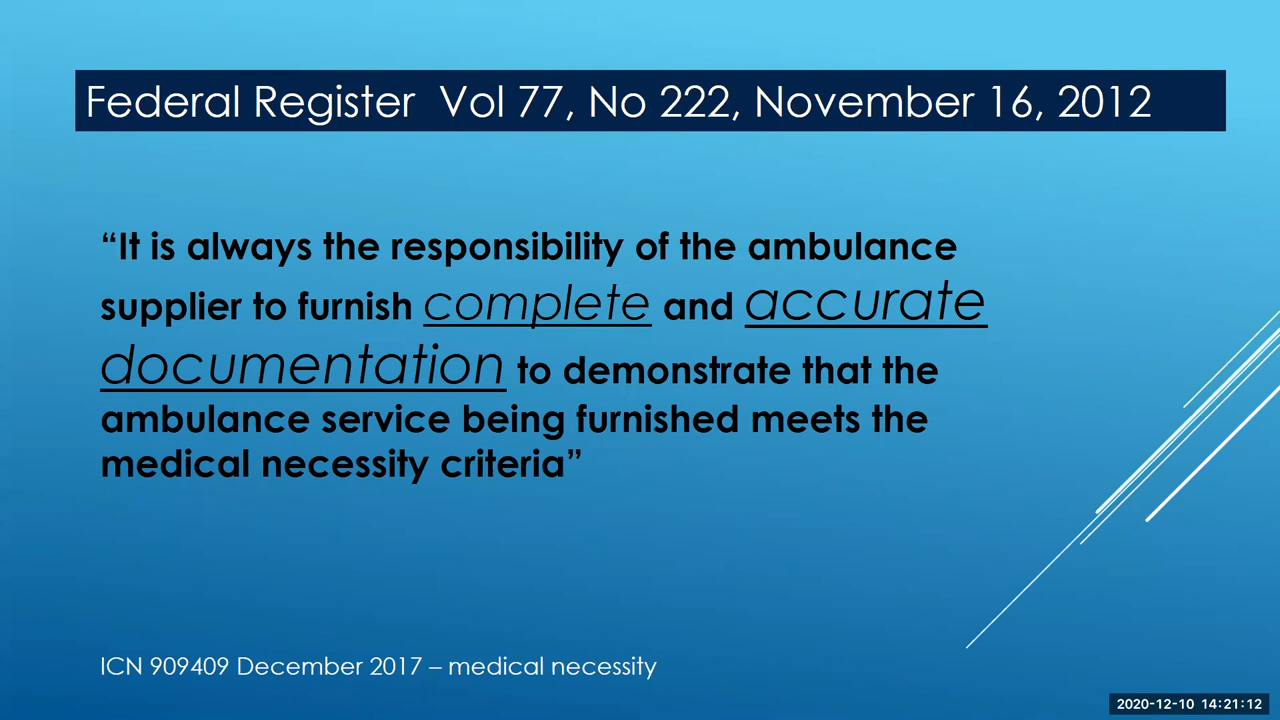 Federal Register  Vol 77, No 222, November 16, 2012
“It is always the responsibility of the ambulance
supplier to furnish complete and accurate
documentation to demonstrate that the
ambulance service being furnished meets the
medical necessity criteria”
ICN 909409 December 2017 – medical necessity
2020-12-10 14:21:12